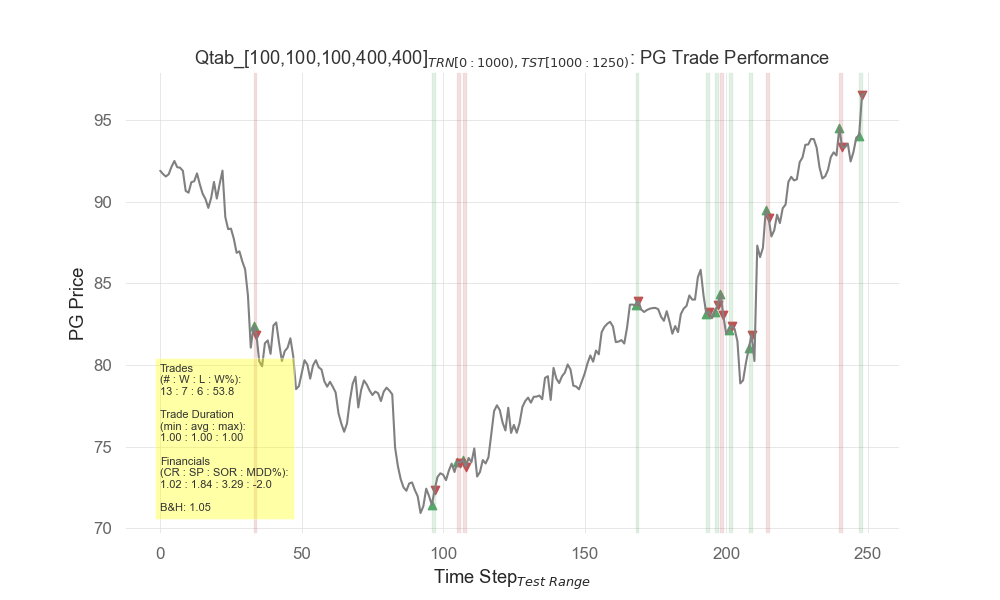 Qtab_[100,100,100,400,400]TRN[0:1000),TST[1000:1250): PG Trade Performance
PG Price
95
90
85
80
75
70
Trades
(# : W : L : W%):
13 : 7 : 6 : 53.8
Trade Duration
(min : avg : max):
1.00 : 1.00 : 1.00
Financials
(CR : SP : SOR : MDD%):
1.02 : 1.84 : 3.29 : -2.0
B&H: 1.05
0 50 100 150 200 250
Time StepTest Range